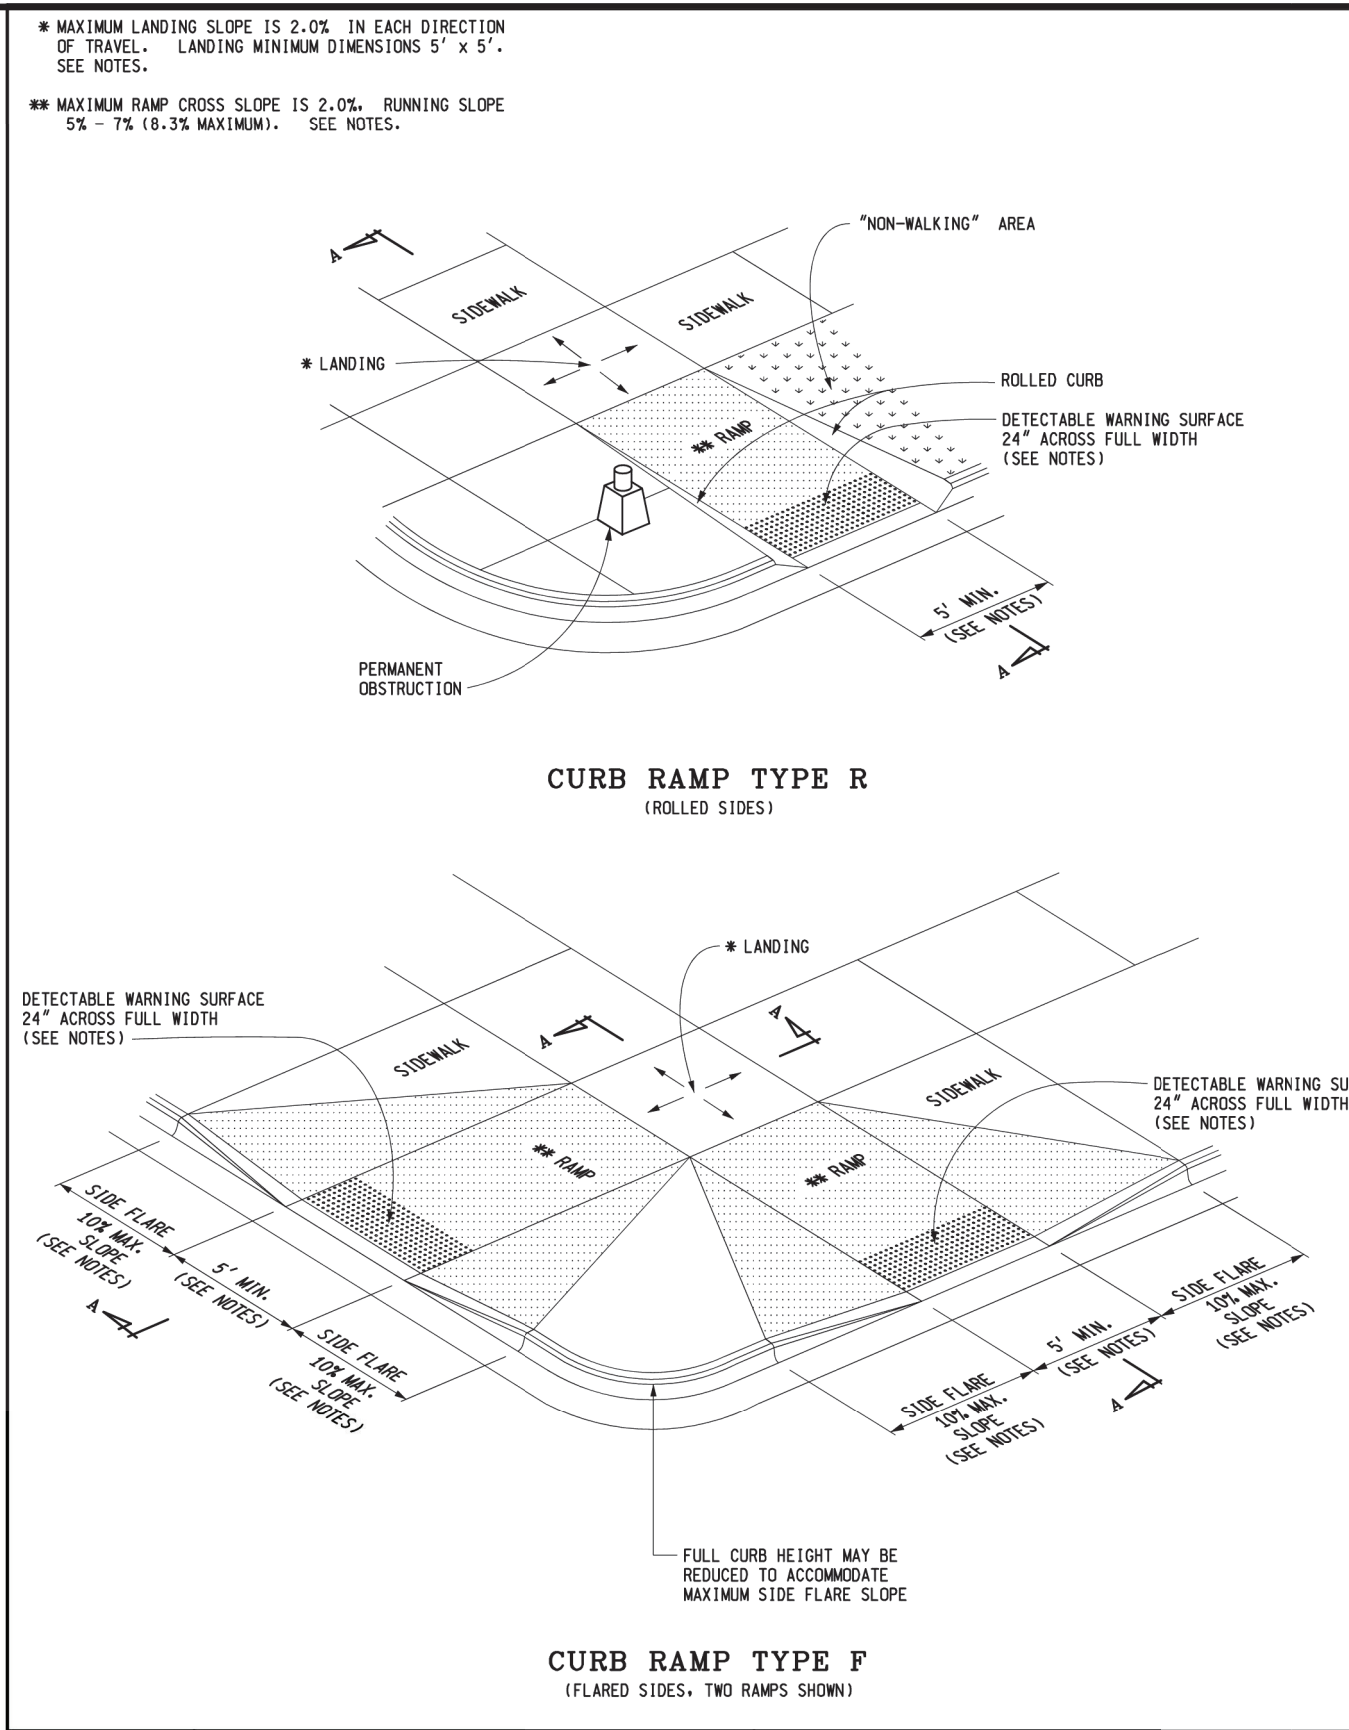 * MAXIMUM LANDING SLOPE IS 2.0% IN EACH DIRECTION
OF TRAVEL. LANDING MINIMUM DIMENSIONS 5' x 5'.
SEE NOTES.
** MAXIMUM RAMP CROSS SLOPE IS 2.0%, RUNNING SLOPE
5% - 7% (8.3% MAXIMUM). SEE NOTES.
"NON-WALKING" AREA
A
SIDEWALK
SIDEWALK
* LANDING
ROLLED CURB
DETECTABLE WARNING SURFACE
24" ACROSS FULL WIDTH
(SEE NOTES)
** RAMP
5' MIN.
(SEE NOTES)
A
PERMANENT
OBSTRUCTION
CURB RAMP TYPE R
(ROLLED SIDES)
* LANDING
DETECTABLE WARNING SURFACE
24" ACROSS FULL WIDTH
(SEE NOTES)
A
A
SIDEWALK
SIDEWALK
DETECTABLE WARNING SU
24" ACROSS FULL WIDTH
(SEE NOTES)
** RAMP
** RAMP
SIDE FLARE
10% MAX.
SLOPE
(SEE NOTES)
5' MIN.
(SEE NOTES)
A
SIDE FLARE
10% MAX.
SLOPE
(SEE NOTES)
SIDE FLARE
10% MAX.
SLOPE
(SEE NOTES)
5' MIN.
(SEE NOTES)
SIDE FLARE
10% MAX.
SLOPE
(SEE NOTES)
A
FULL CURB HEIGHT MAY BE
REDUCED TO ACCOMMODATE
MAXIMUM SIDE FLARE SLOPE
CURB RAMP TYPE F
(FLARED SIDES, TWO RAMPS SHOWN)